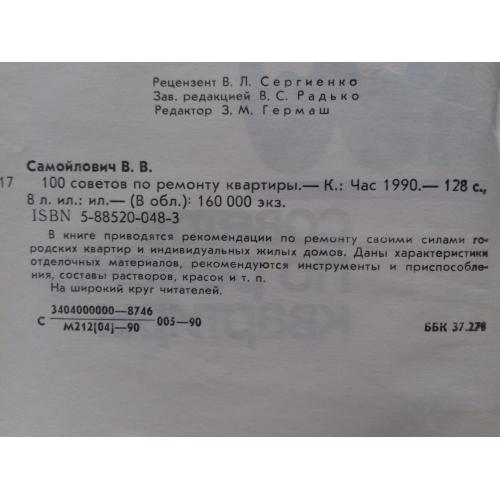 Рецензент В. Л. Сергиенко
Зав. редакцией В. С. Радько
Редактор З. М. Гермаш
Самойлович В. В.
17 100 советов по ремонту квартиры.— К.: Час 1990.— 128 с.,
8 л. ил.: ил.— (В обл.): 160 000 экз.
ISBN 5-88520-048-3
В книге приводятся рекомендации по ремонту своими силами го-
родских квартир и индивидуальных жилых домов. Даны характеристики
отделочных материалов, рекомендуются инструменты и приспособле-
ния, составы растворов, красок и т. п.
На широкий круг читателей.
3404000000—8746
С 005—90
М212[04]—90
ББК 37.279